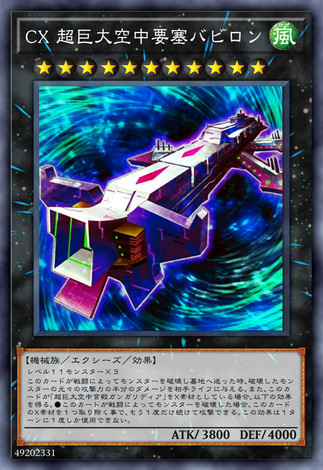 CX 超巨大空中要塞バビロン
風
【機械族/エクシーズ/効果】
レベル11モンスター×3
このカードが戦闘によってモンスターを破壊し墓地へ送った時、破壊したモン
スターの元々の攻撃力の半分のダメージを相手ライフに与える。また、このカ
ードが「超巨大空中宮殿ガンガリディア」をX素材としている場合、以下の効果
を得る。●このカードが戦闘によってモンスターを破壊した場合、このカードの
X素材を1つ取り除く事で、もう1度だけ続けて攻撃できる。この効果は1タ
ーンに1度しか使用できない。
ATK/ 3800 DEF/4000
49202331